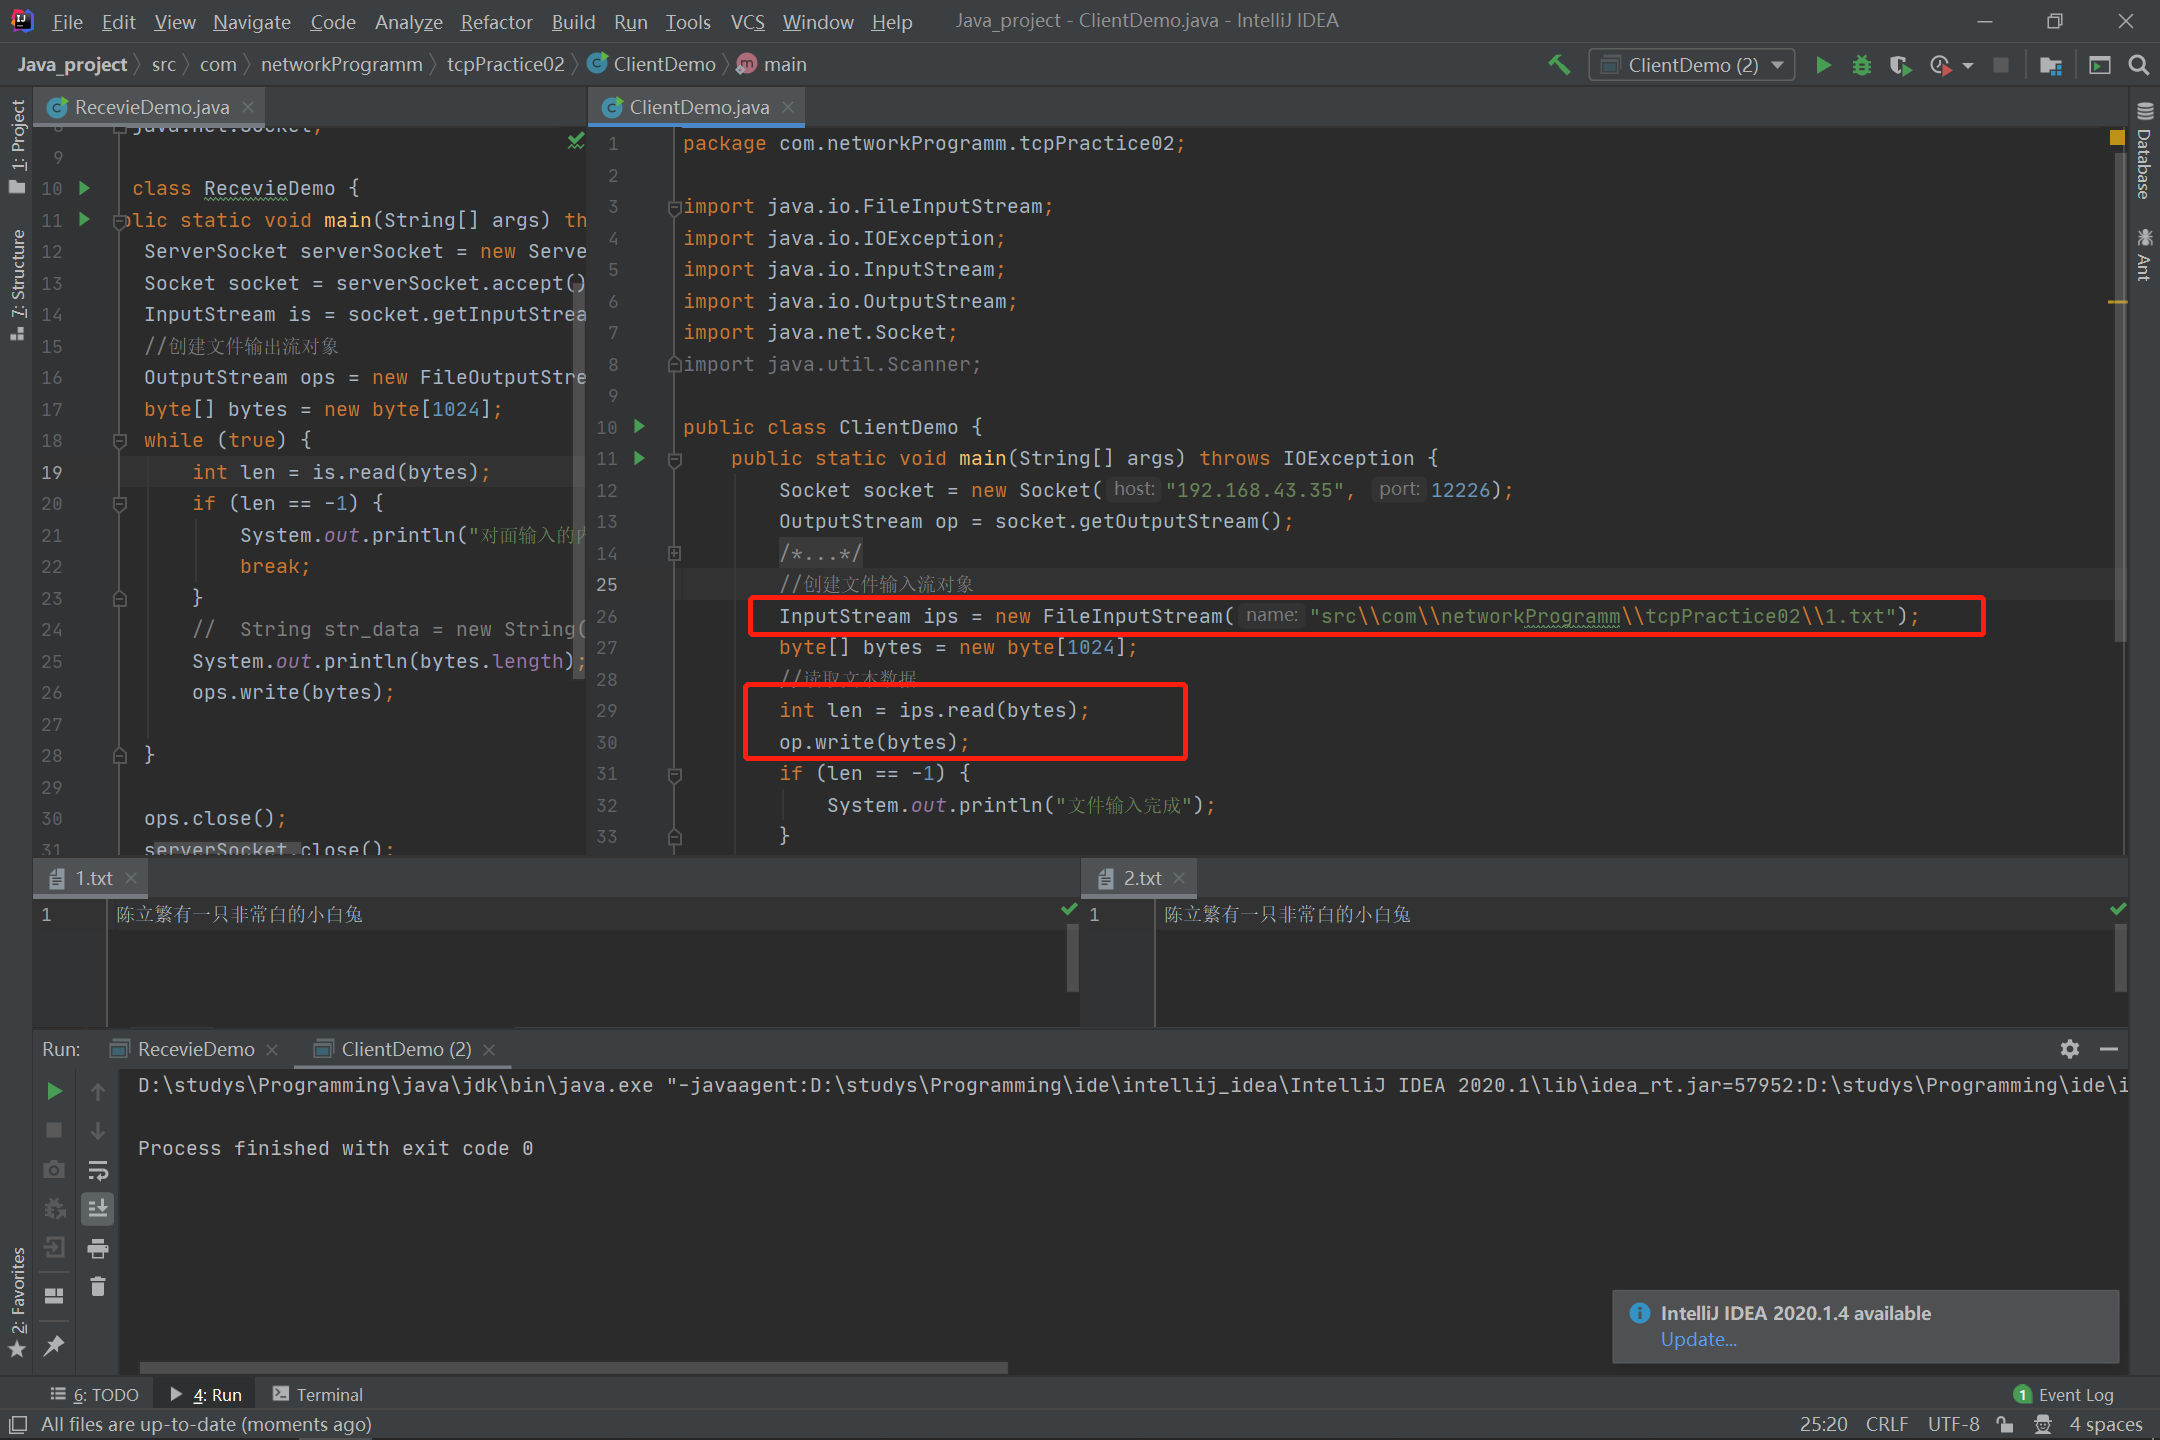 File Edit View Navigate Code Analyze Refactor Build Run Tools VCS Window Help Java_project - ClientDemo.java - IntelliJ IDEA
Java_project src com networkProgramm tcpPractice02 ClientDemo main ClientDemo (2)
RecevieDemo.java
9
10 class RecevieDemo {
11 blic static void main(String[] args) th
12 ServerSocket serverSocket = new Serve
13 Socket socket = serverSocket.accept()
14 InputStream is = socket.getInputStrea
15 //创建文件输出流对象
16 OutputStream ops = new FileOutputStre
17 byte[] bytes = new byte[1024];
18 while (true) {
19 int len = is.read(bytes);
20 if (len == -1) {
21 System.out.println("对面输入的内
22 break;
23 }
24 // String str_data = new String(
25 System.out.println(bytes.length);
26 ops.write(bytes);
27
28 }
29
30 ops.close();
31 serverSocket.close();
ClientDemo.java
1 package com.networkProgramm.tcpPractice02;
2
3 import java.io.FileInputStream;
4 import java.io.IOException;
5 import java.io.InputStream;
6 import java.io.OutputStream;
7 import java.net.Socket;
8 import java.util.Scanner;
9
10 public class ClientDemo {
11 public static void main(String[] args) throws IOException {
12 Socket socket = new Socket( host: "192.168.43.35", port: 12226);
13 OutputStream op = socket.getOutputStream();
14 /*...*/
25 //创建文件输入流对象
26 InputStream ips = new FileInputStream( name: "src\\com\\networkProgramm\\tcpPractice02\\1.txt");
27 byte[] bytes = new byte[1024];
28 //读取文本数据
29 int len = ips.read(bytes);
30 op.write(bytes);
31 if (len == -1) {
32 System.out.println("文件输入完成");
33 }
1.txt
1 陈立繁有一只非常白的小白兔
2.txt
1 陈立繁有一只非常白的小白兔
Run: RecevieDemo ClientDemo (2)
D:\studys\Programming\java\jdk\bin\java.exe "-javaagent:D:\studys\Programming\ide\intellij_idea\IntelliJ IDEA 2020.1\lib\idea_rt.jar=57952:D:\studys\Programming\ide\i
Process finished with exit code 0
IntelliJ IDEA 2020.1.4 available
Update...
1: Project
7: Structure
2: Favorites
Database
Ant
6: TODO 4: Run Terminal 1 Event Log
All files are up-to-date (moments ago) 25:20 CRLF UTF-8 4 spaces